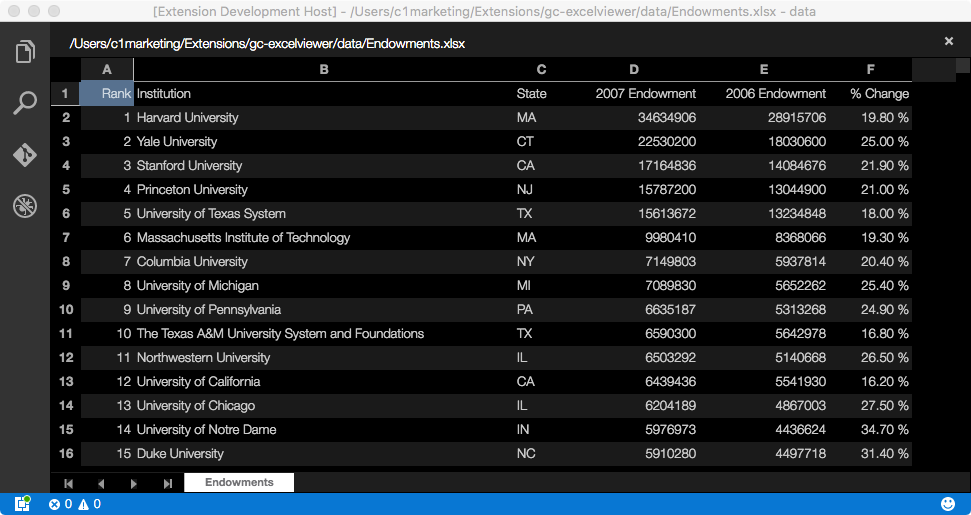 [Extension Development Host] - /Users/c1marketing/Extensions/gc-excelviewer/data/Endowments.xlsx - data
/Users/c1marketing/Extensions/gc-excelviewer/data/Endowments.xlsx
A B C D E F
1 Rank Institution State 2007 Endowment 2006 Endowment % Change
2 1 Harvard University MA 34634906 28915706 19.80 %
3 2 Yale University CT 22530200 18030600 25.00 %
4 3 Stanford University CA 17164836 14084676 21.90 %
5 4 Princeton University NJ 15787200 13044900 21.00 %
6 5 University of Texas System TX 15613672 13234848 18.00 %
7 6 Massachusetts Institute of Technology MA 9980410 8368066 19.30 %
8 7 Columbia University NY 7149803 5937814 20.40 %
9 8 University of Michigan MI 7089830 5652262 25.40 %
10 9 University of Pennsylvania PA 6635187 5313268 24.90 %
11 10 The Texas A&M University System and Foundations TX 6590300 5642978 16.80 %
12 11 Northwestern University IL 6503292 5140668 26.50 %
13 12 University of California CA 6439436 5541930 16.20 %
14 13 University of Chicago IL 6204189 4867003 27.50 %
15 14 University of Notre Dame IN 5976973 4436624 34.70 %
16 15 Duke University NC 5910280 4497718 31.40 %
Endowments
0 0